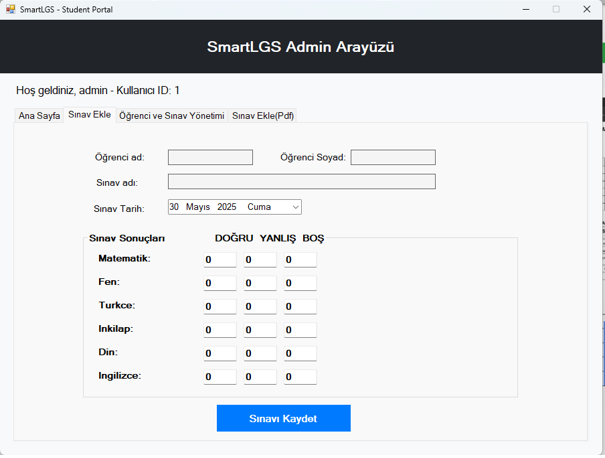 SmartLGS - Student Portal
SmartLGS Admin Arayüzü
Hoş geldiniz, admin - Kullanıcı ID: 1
Ana Sayfa Sınav Ekle Öğrenci ve Sınav Yönetimi Sınav Ekle(Pdf)
Öğrenci ad: Öğrenci Soyad:
Sınav adı:
Sınav Tarih: 30 Mayıs 2025 Cuma
Sınav Sonuçları DOĞRU YANLIŞ BOŞ
Matematik: 0 0 0
Fen: 0 0 0
Turkce: 0 0 0
Inkilap: 0 0 0
Din: 0 0 0
Ingilizce: 0 0 0
Sınavı Kaydet